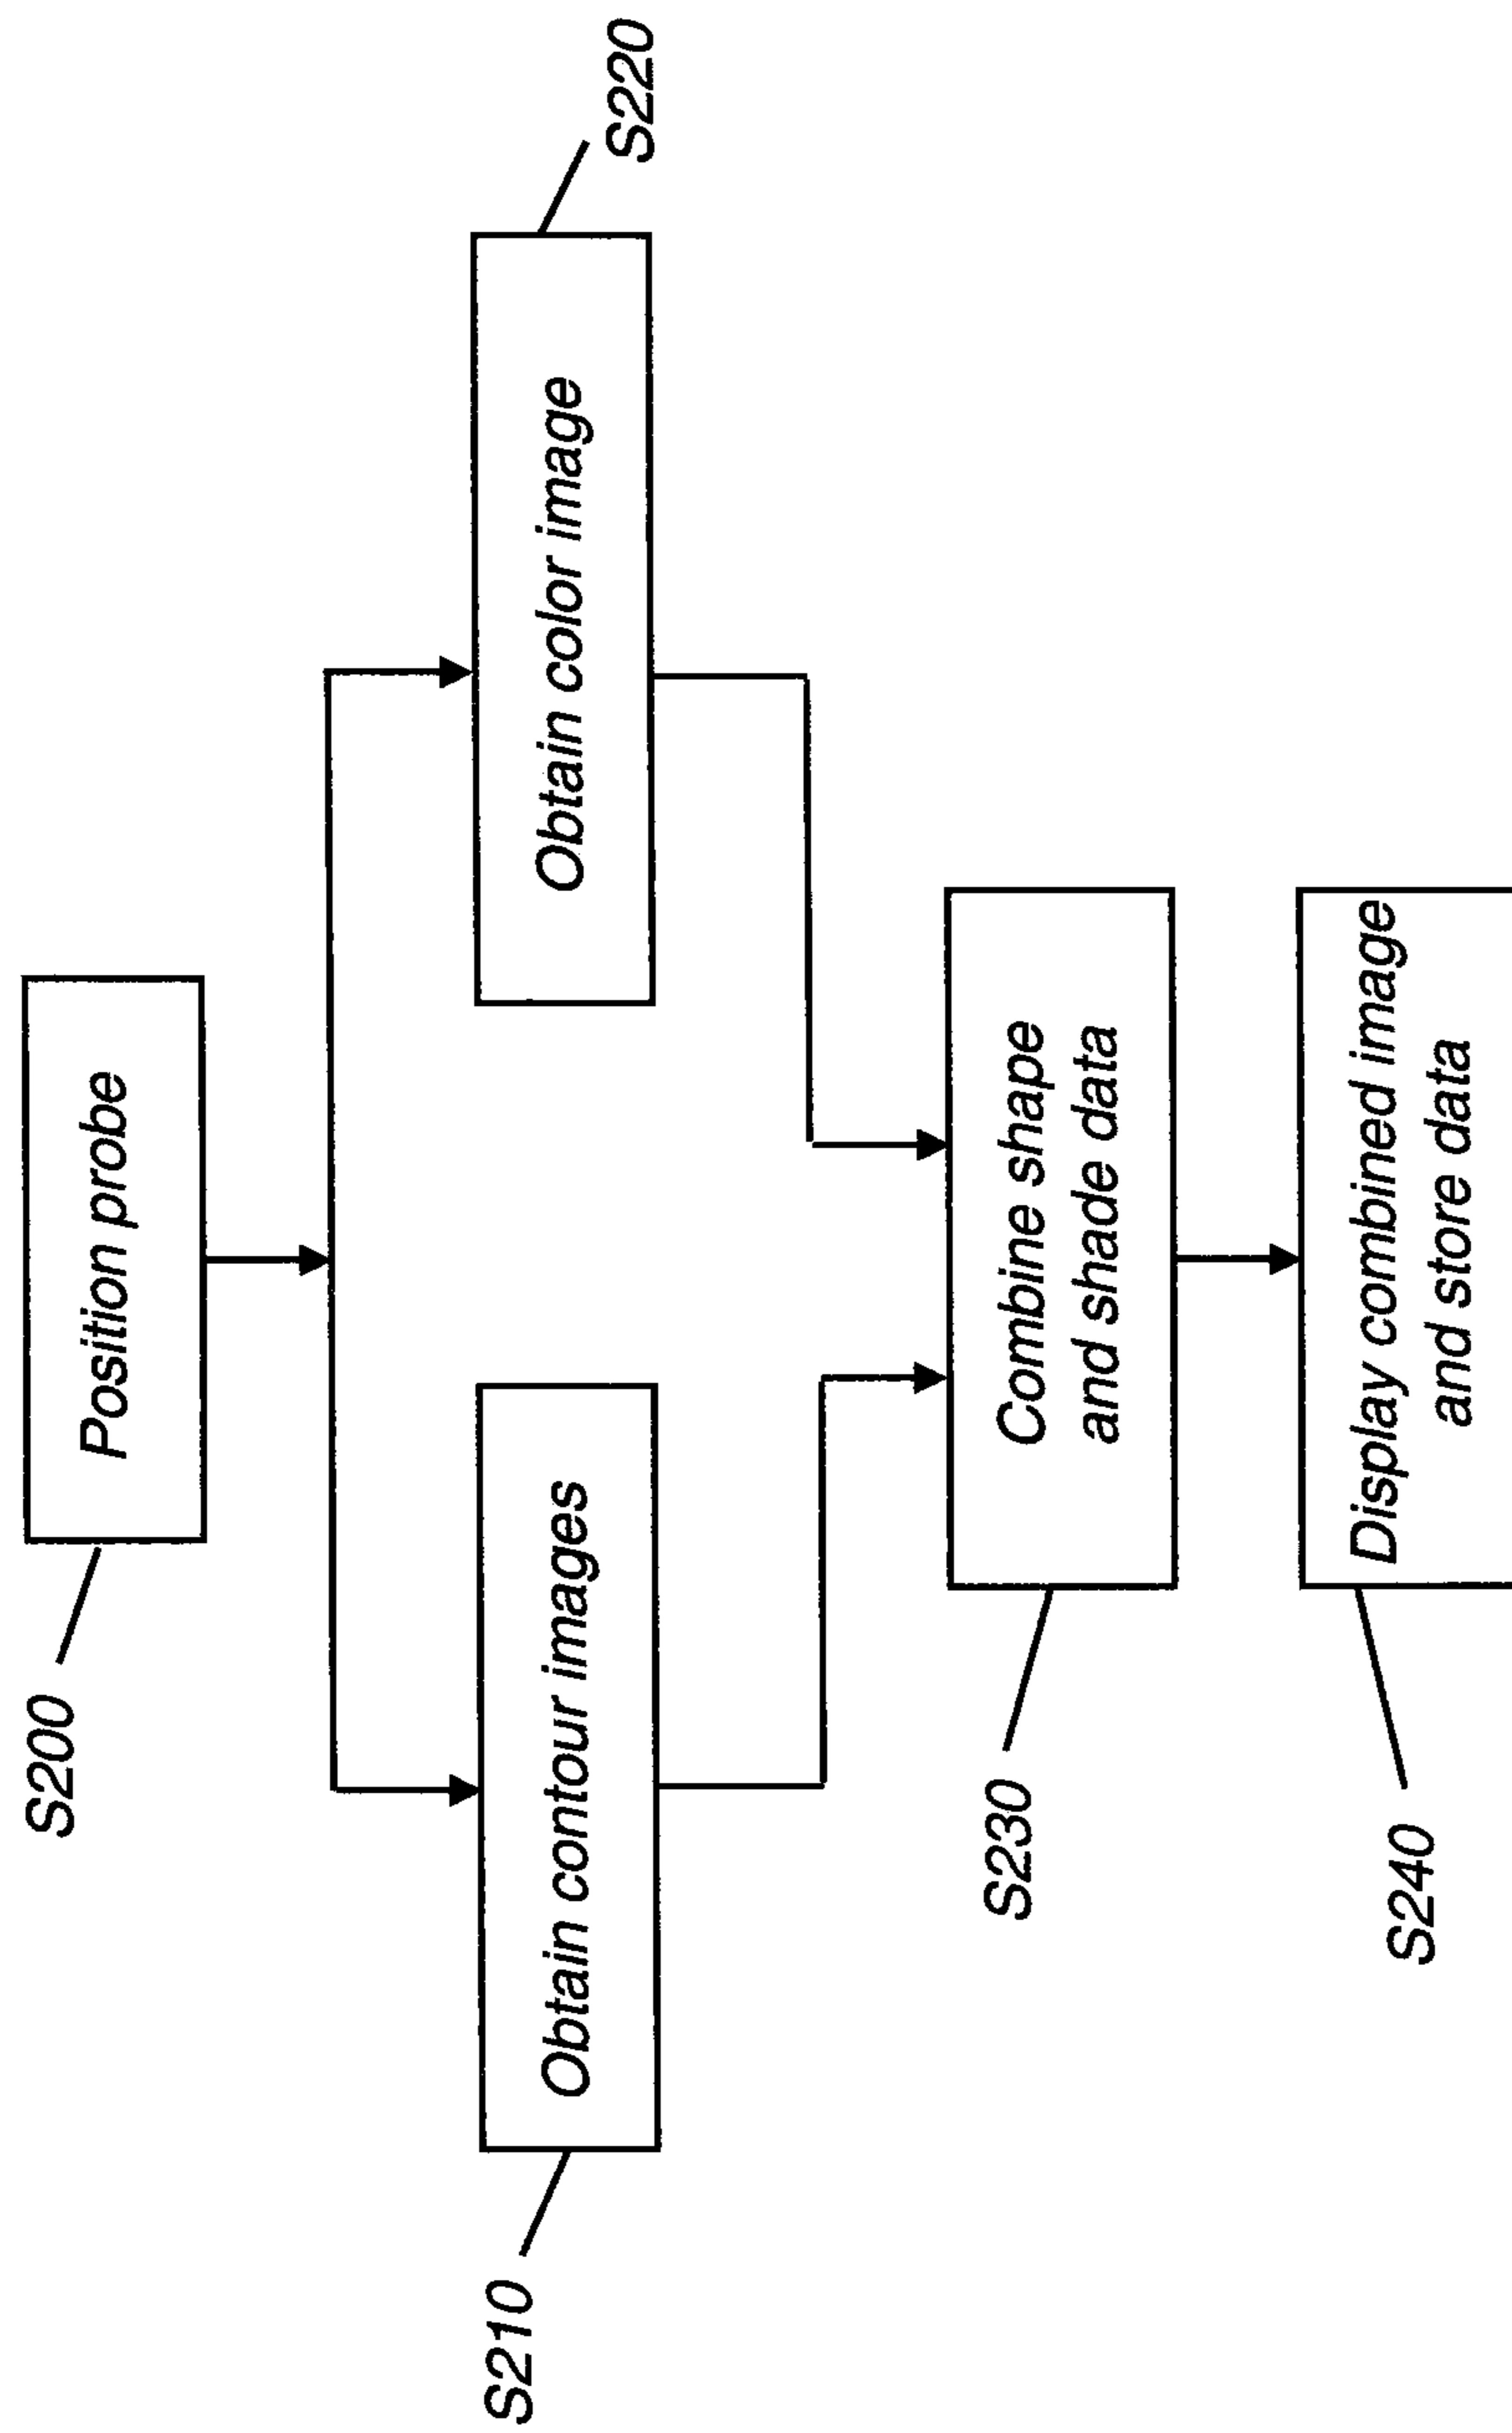 S200
Position probe
S210
Obtain contour images
Obtain color image
S220
S230
Combine shape
and shade data
S240
Display combined image
and store data